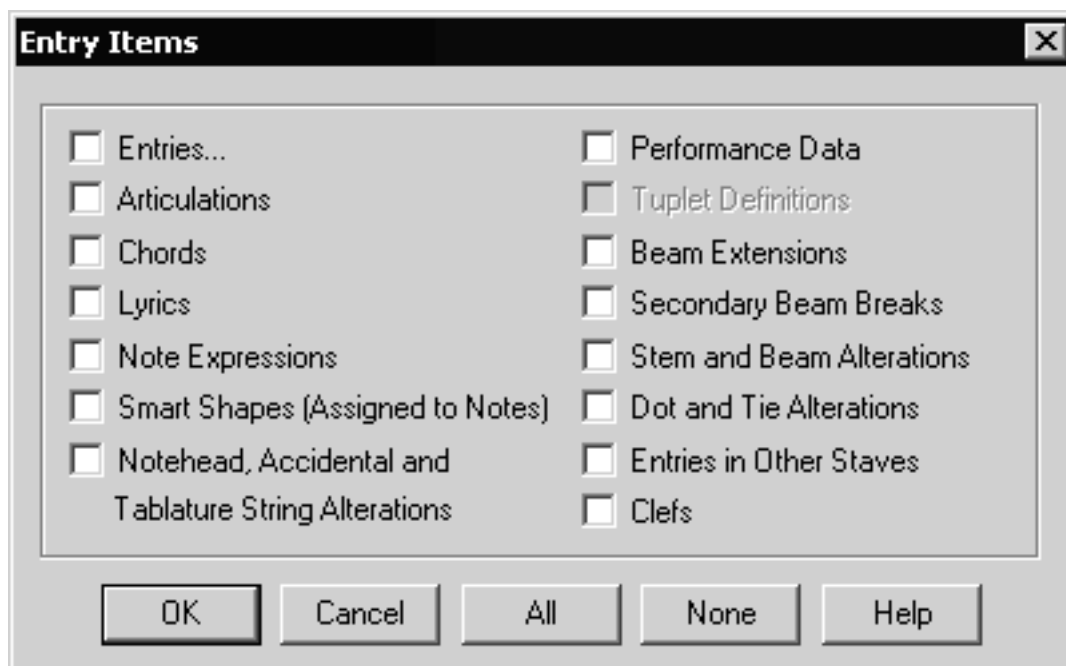 Entry Items
Entries...
Articulations
Chords
Lyrics
Note Expressions
Smart Shapes (Assigned to Notes)
Notehead, Accidental and
Tablature String Alterations
Performance Data
Tuplet Definitions
Beam Extensions
Secondary Beam Breaks
Stem and Beam Alterations
Dot and Tie Alterations
Entries in Other Staves
Clefs
OK
Cancel
All
None
Help